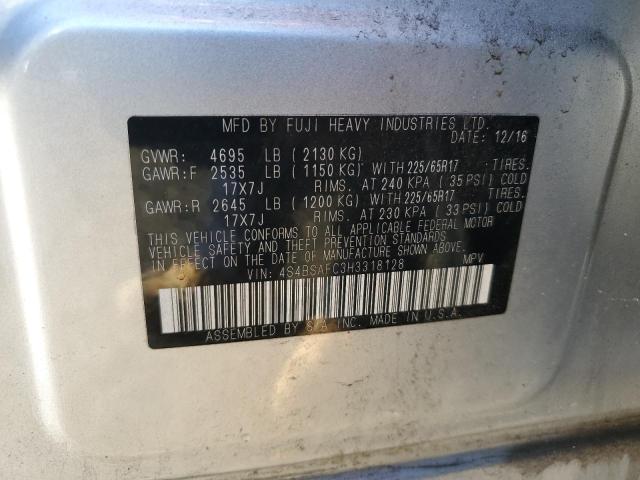 MFD BY FUJI HEAVY INDUSTRIES LTD.
DATE: 12/16
GVWR: 4695 LB (2130 KG)
GAWR:F 2535 LB (1150 KG) WITH 225/65R17 TIRES,
17X7J RIMS, AT 240 KPA (35 PSI) COLD
GAWR:R 2645 LB (1200 KG) WITH 225/65R17 TIRES,
17X7J RIMS, AT 230 KPA (33 PSI) COLD
THIS VEHICLE CONFORMS TO ALL APPLICABLE FEDERAL MOTOR
VEHICLE SAFETY AND THEFT PREVENTION STANDARDS
IN EFFECT ON THE DATE OF MANUFACTURE SHOWN ABOVE.
VIN: 4S4BSAFC3H3318128 MPV
ASSEMBLED BY S/A INC. MADE IN U.S.A.